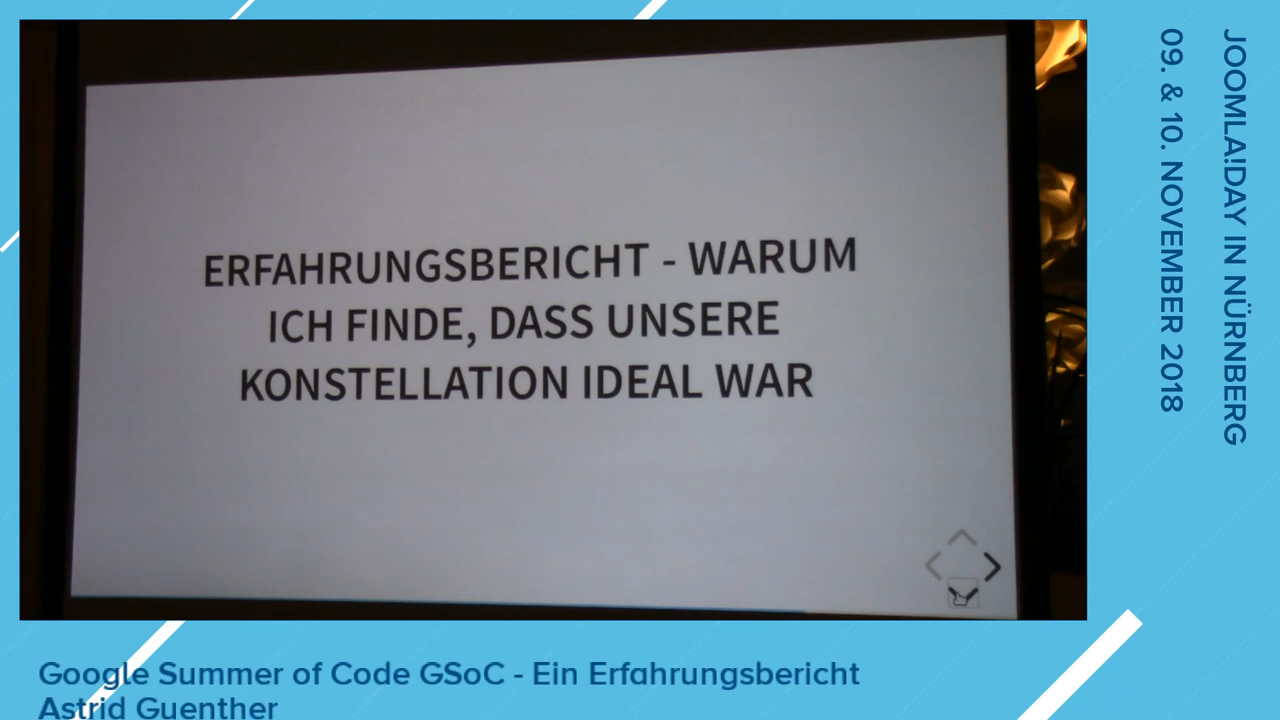 ERFAHRUNGSBERICHT - WARUM
ICH FINDE, DASS UNSERE
KONSTELLATION IDEAL WAR
JOOMLA!DAY IN NÜRNBERG
09. & 10. NOVEMBER 2018
Google Summer of Code GSoC - Ein Erfahrungsbericht
Astrid Guenther